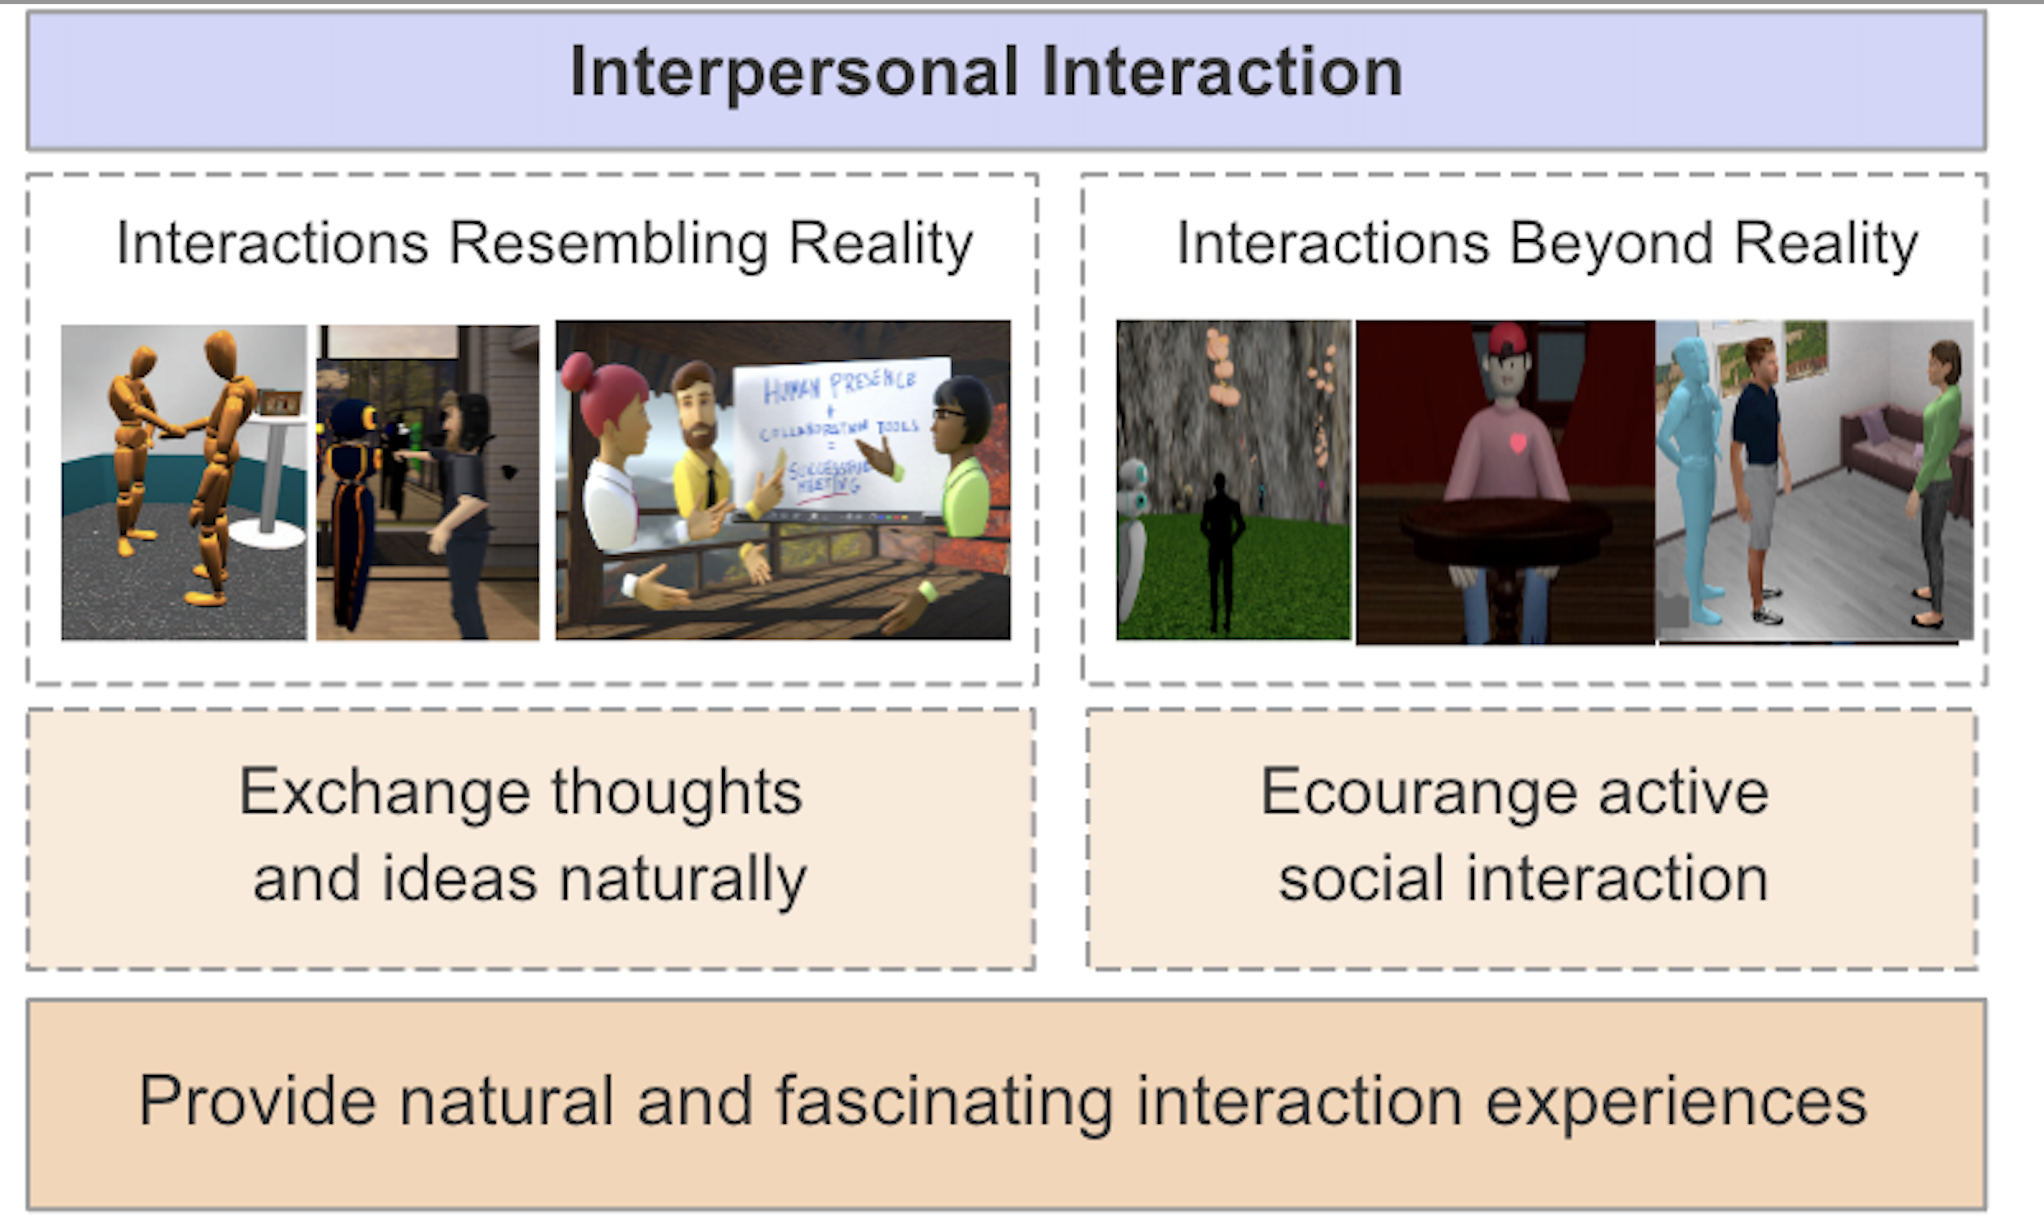 Interpersonal Interaction
Interactions Resembling Reality
Interactions Beyond Reality
HUMAN PRESENCE
+
COLLABORATION TOOLS
=
SUCCESSFUL
MEETING
Exchange thoughts
and ideas naturally
Ecourange active
social interaction
Provide natural and fascinating interaction experiences